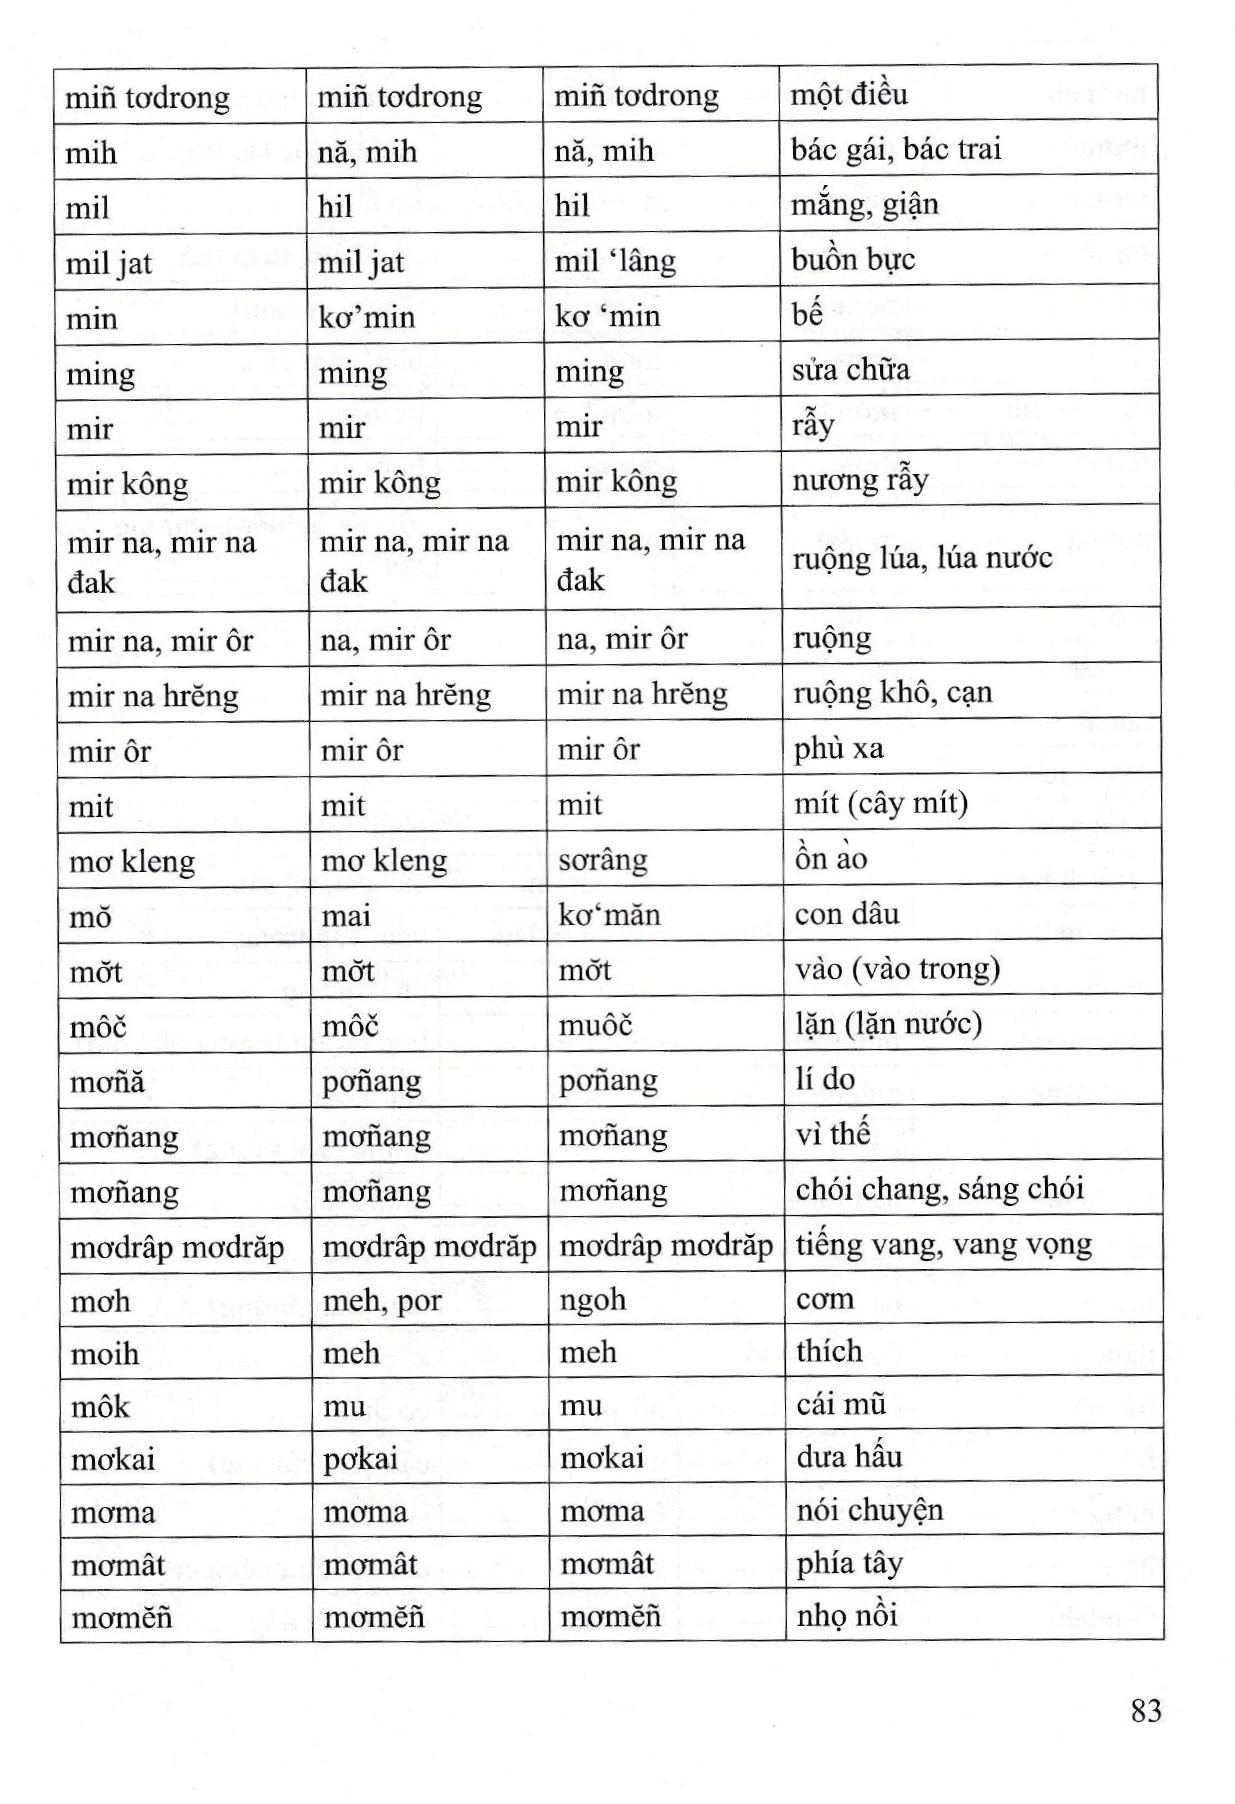 miñ tơdrong miñ tơdrong miñ tơdrong một điều
mih nă, mih nă, mih bác gái, bác trai
mil hil hil mắng, giận
mil jat mil jat mil ‘lâng buồn bực
min kơ’min kơ ‘min bế
ming ming ming sửa chữa
mir mir mir rẫy
mir kông mir kông mir kông nương rẫy
mir na, mir na đak mir na, mir na đak mir na, mir na đak ruộng lúa, lúa nước
mir na, mir ôr na, mir ôr na, mir ôr ruộng
mir na hrĕng mir na hrĕng mir na hrĕng ruộng khô, cạn
mir ôr mir ôr mir ôr phù xa
mit mit mit mít (cây mít)
mơ kleng mơ kleng sơrâng ồn ào
mơ̆ mai kơ‘măn con dâu
mơ̆t mơ̆t mơ̆t vào (vào trong)
môč môč muôč lặn (lặn nước)
mơñă pơñang pơñang lí do
mơñang mơñang mơñang vì thế
mơñang mơñang mơñang chói chang, sáng chói
mơdrâp mơdrăp mơdrâp mơdrăp mơdrâp mơdrăp tiếng vang, vang vọng
mơh meh, por ngoh cơm
moih meh meh thích
môk mu mu cái mũ
mơkai pơkai mơkai dưa hấu
mơma mơma mơma nói chuyện
mơmât mơmât mơmât phía tây
mơmĕñ mơmĕñ mơmĕñ nhọ nồi
83